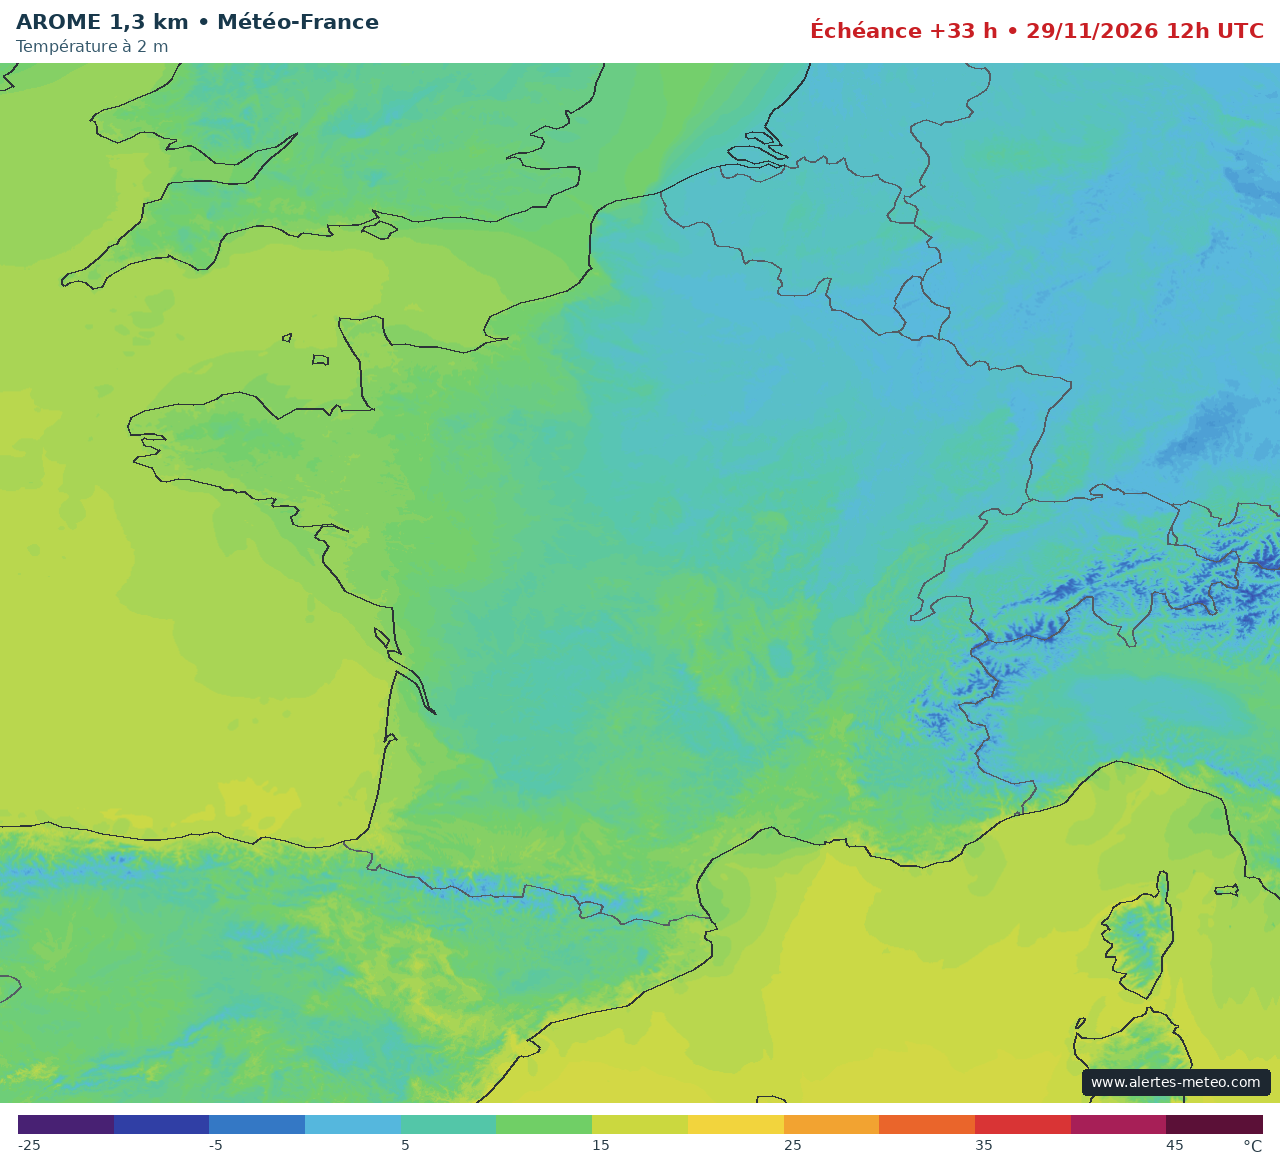 AROME 1,3 km • Météo-France
Température à 2 m
Échéance +33 h • 29/11/2026 12h UTC
www.alertes-meteo.com
-25 -5 5 15 25 35 45 °C